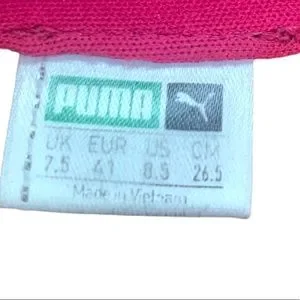 PUMA
UK EUR US CM
7.5 41 8.5 26.5
Made in Vietnam